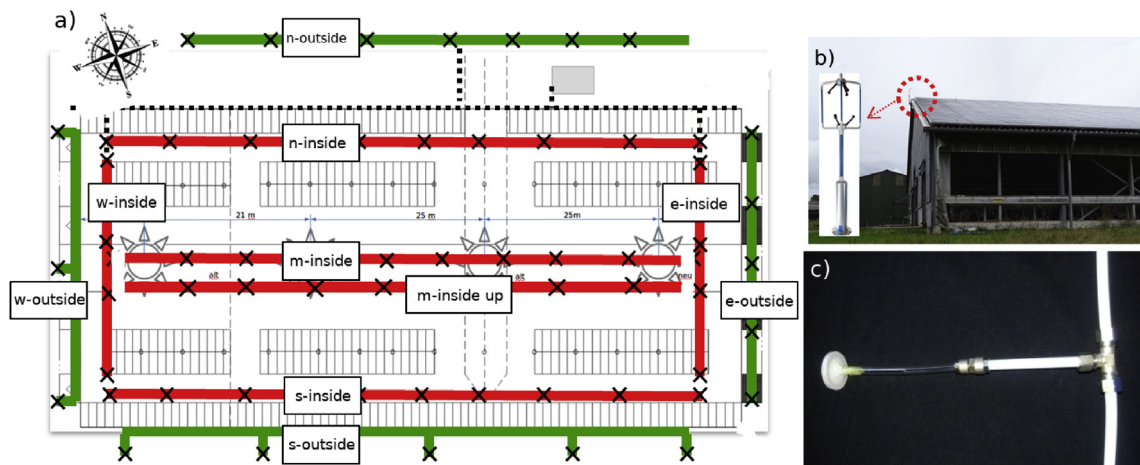 a)
N
E
W
S
n-outside
n-inside
w-inside
e-inside
21 m
25 m
25m
m-inside
alt
alt
neu
m-inside up
w-outside
e-outside
s-inside
s-outside
b)
c)